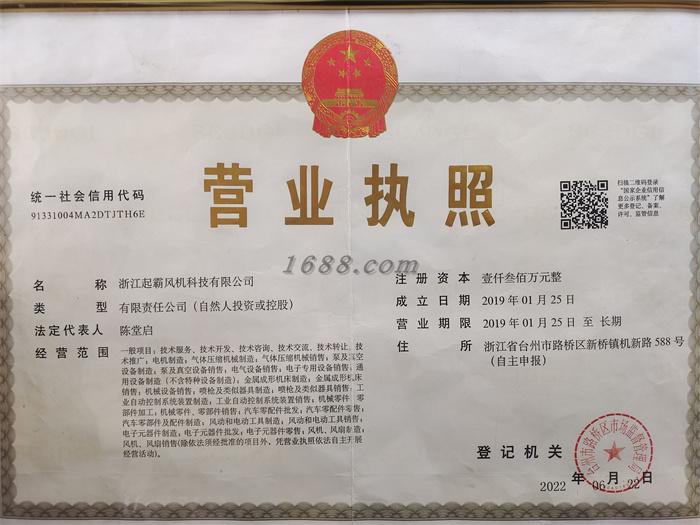 营业执照
统一社会信用代码
91331004MA2DTJTH6E
扫描二维码登录
“国家企业信用信
息公示系统”了解
更多登记、备案、
许可、监管信息
1688.com
名 称 浙江起霸风机科技有限公司
类 型 有限责任公司（自然人投资或控股）
法定代表人 陈堂启
经营范围 一般项目：技术服务、技术开发、技术咨询、技术交流、技术转让、技
术推广；电机制造；气体压缩机械制造；气体压缩机械销售；泵及真空
设备制造；泵及真空设备销售；电气设备销售；电子专用设备销售；通
用设备制造（不含特种设备制造）；金属成形机床制造；金属成形机床
销售；机械设备销售；喷枪及类似器具制造；喷枪及类似器具销售；工
业自动控制系统装置制造；工业自动控制系统装置销售；机械零件、零
部件加工；机械零件、零部件销售；汽车零配件批发；汽车零配件零售；
汽车零部件及配件制造；风动和电动工具制造；风动和电动工具销售；
电子元器件制造；电子元器件批发；电子元器件零售；风机、风扇制造；
风机、风扇销售(除依法须经批准的项目外，凭营业执照依法自主开展
经营活动)。
注册资本 壹仟叁佰万元整
成立日期 2019年01月25日
营业期限 2019年01月25日至长期
住 所 浙江省台州市路桥区新桥镇机新路588号
（自主申报）
登记机关
台州市路桥区市场监督管理局
2022 年 06 月 22 日